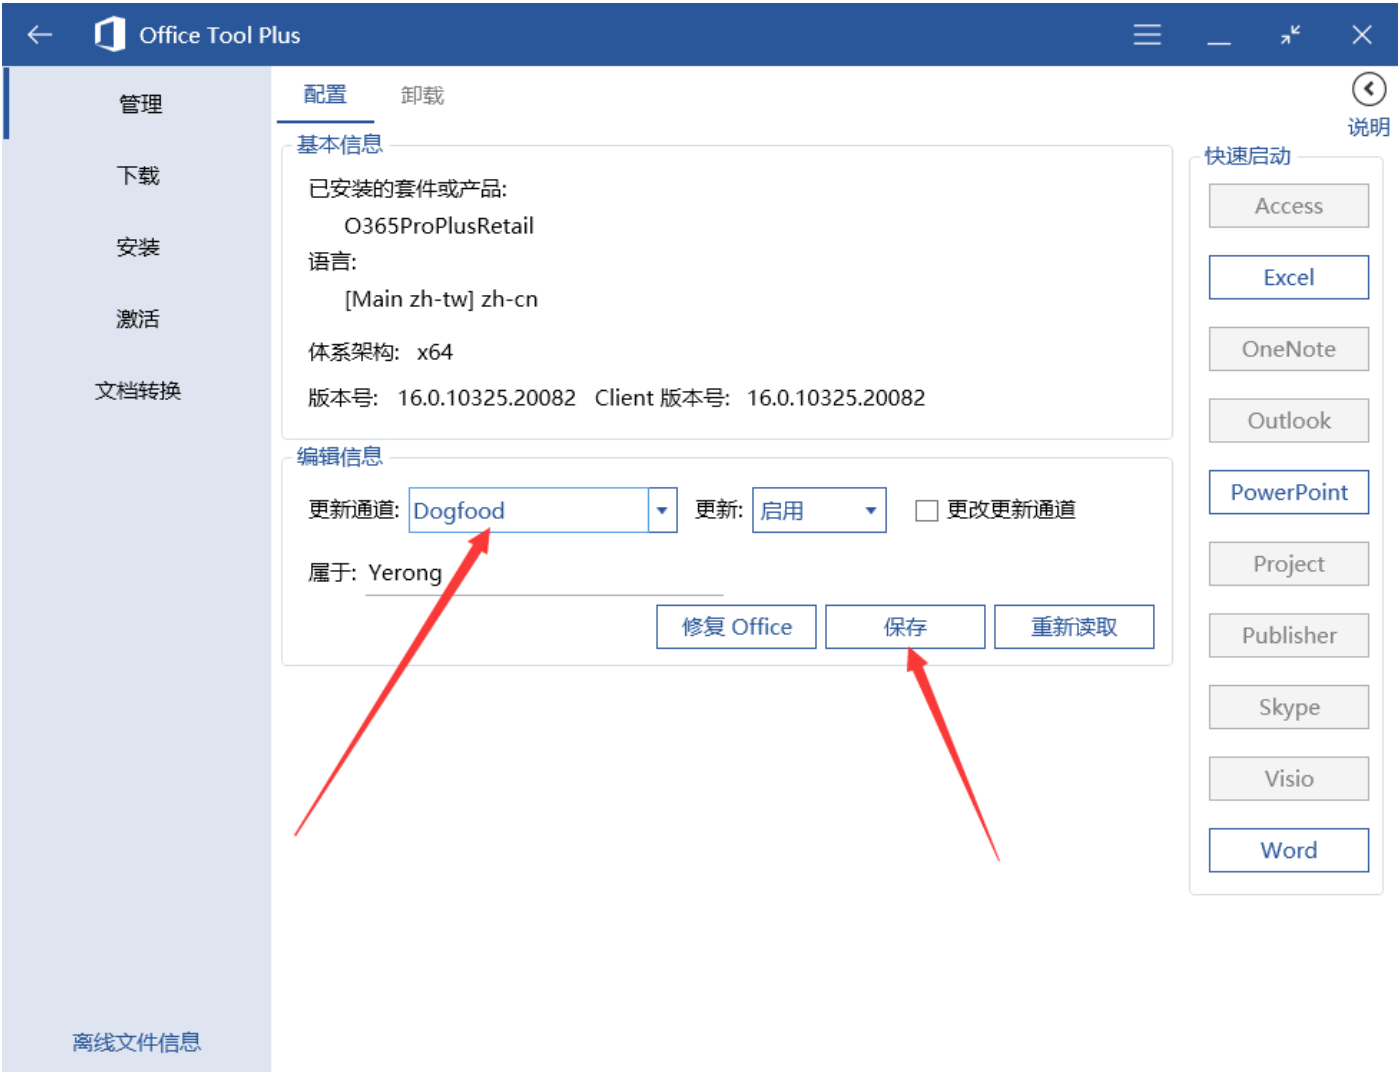 Office Tool Plus
管理
下载
安装
激活
文档转换
离线文件信息
配置 卸载
基本信息
已安装的套件或产品:
O365ProPlusRetail
语言:
[Main zh-tw] zh-cn
体系架构: x64
版本号: 16.0.10325.20082 Client 版本号: 16.0.10325.20082
编辑信息
更新通道: Dogfood 更新: 启用 更改更新通道
属于: Yerong
修复 Office 保存 重新读取
说明
快速启动
Access
Excel
OneNote
Outlook
PowerPoint
Project
Publisher
Skype
Visio
Word